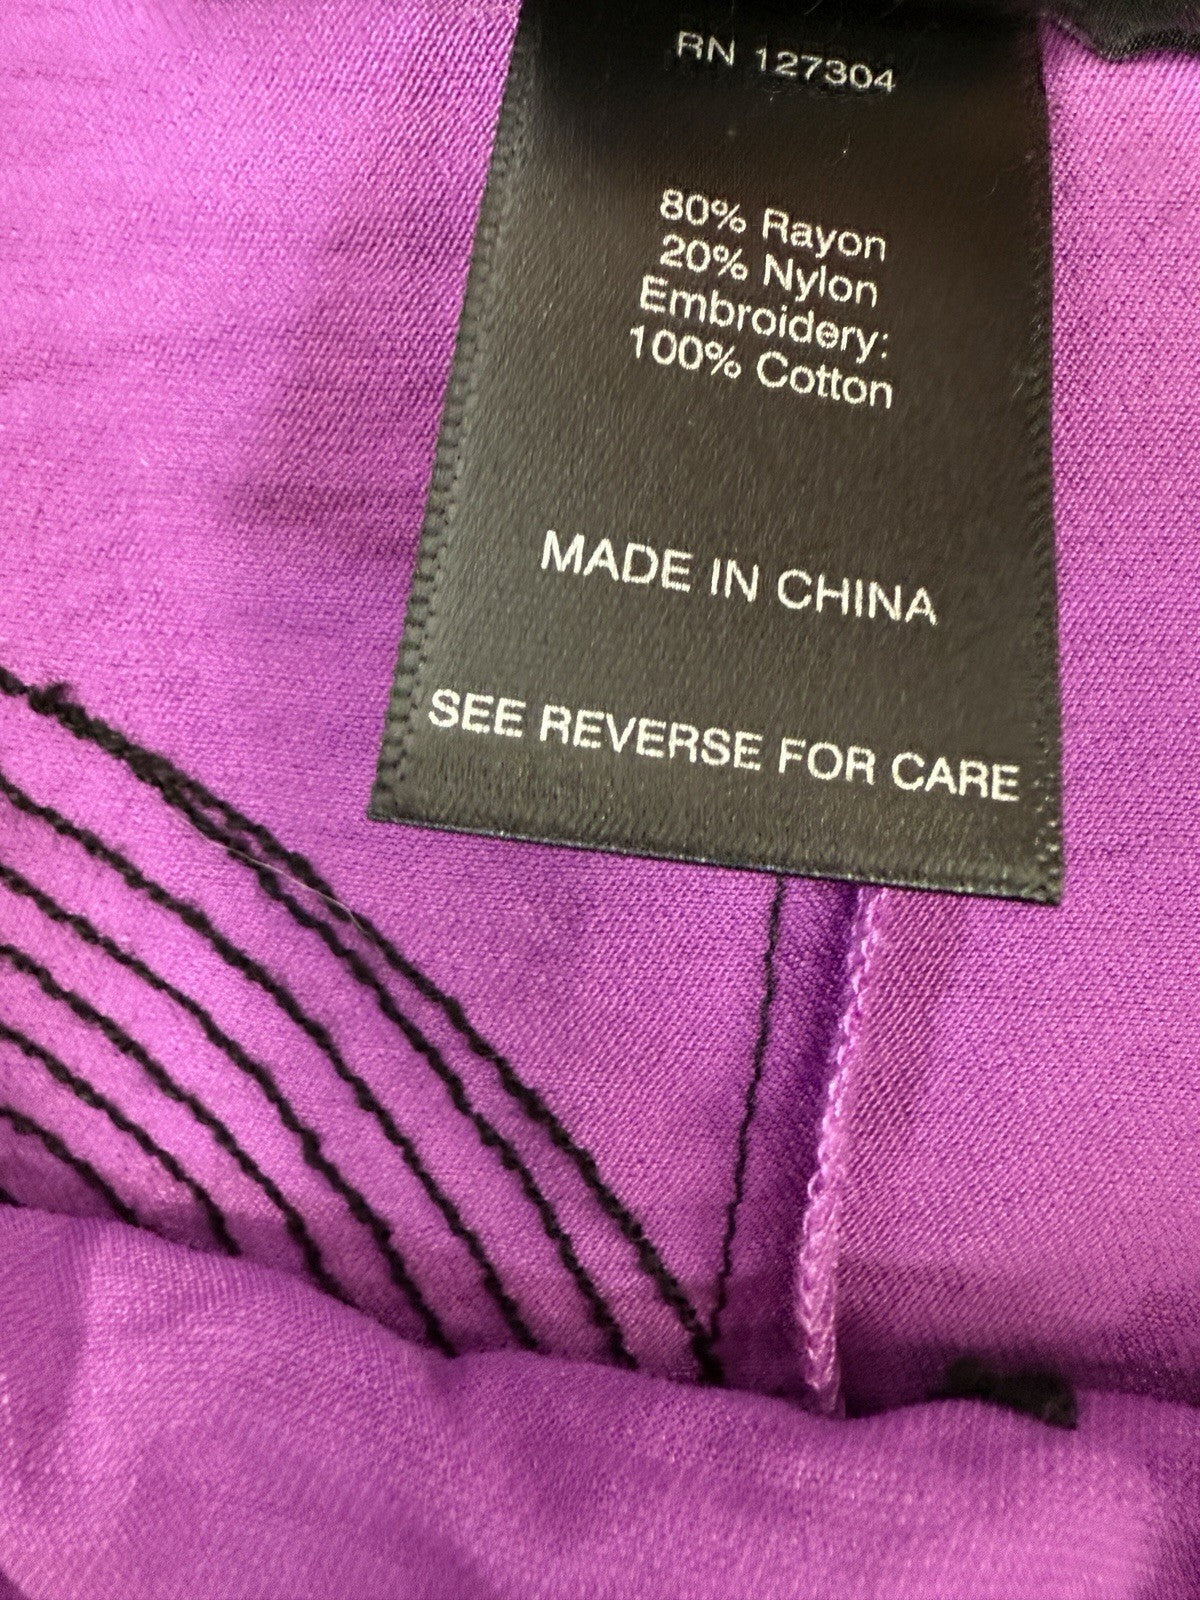 RN 127304
80% Rayon
20% Nylon
Embroidery:
100% Cotton
MADE IN CHINA
SEE REVERSE FOR CARE